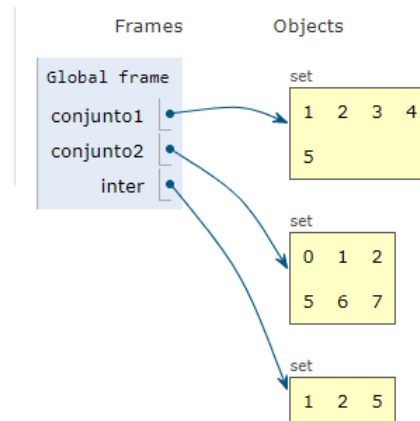 Frames Objects
Global frame
conjunto1
conjunto2
inter
set
1 2 3 4
5
set
0 1 2
5 6 7
set
1 2 5